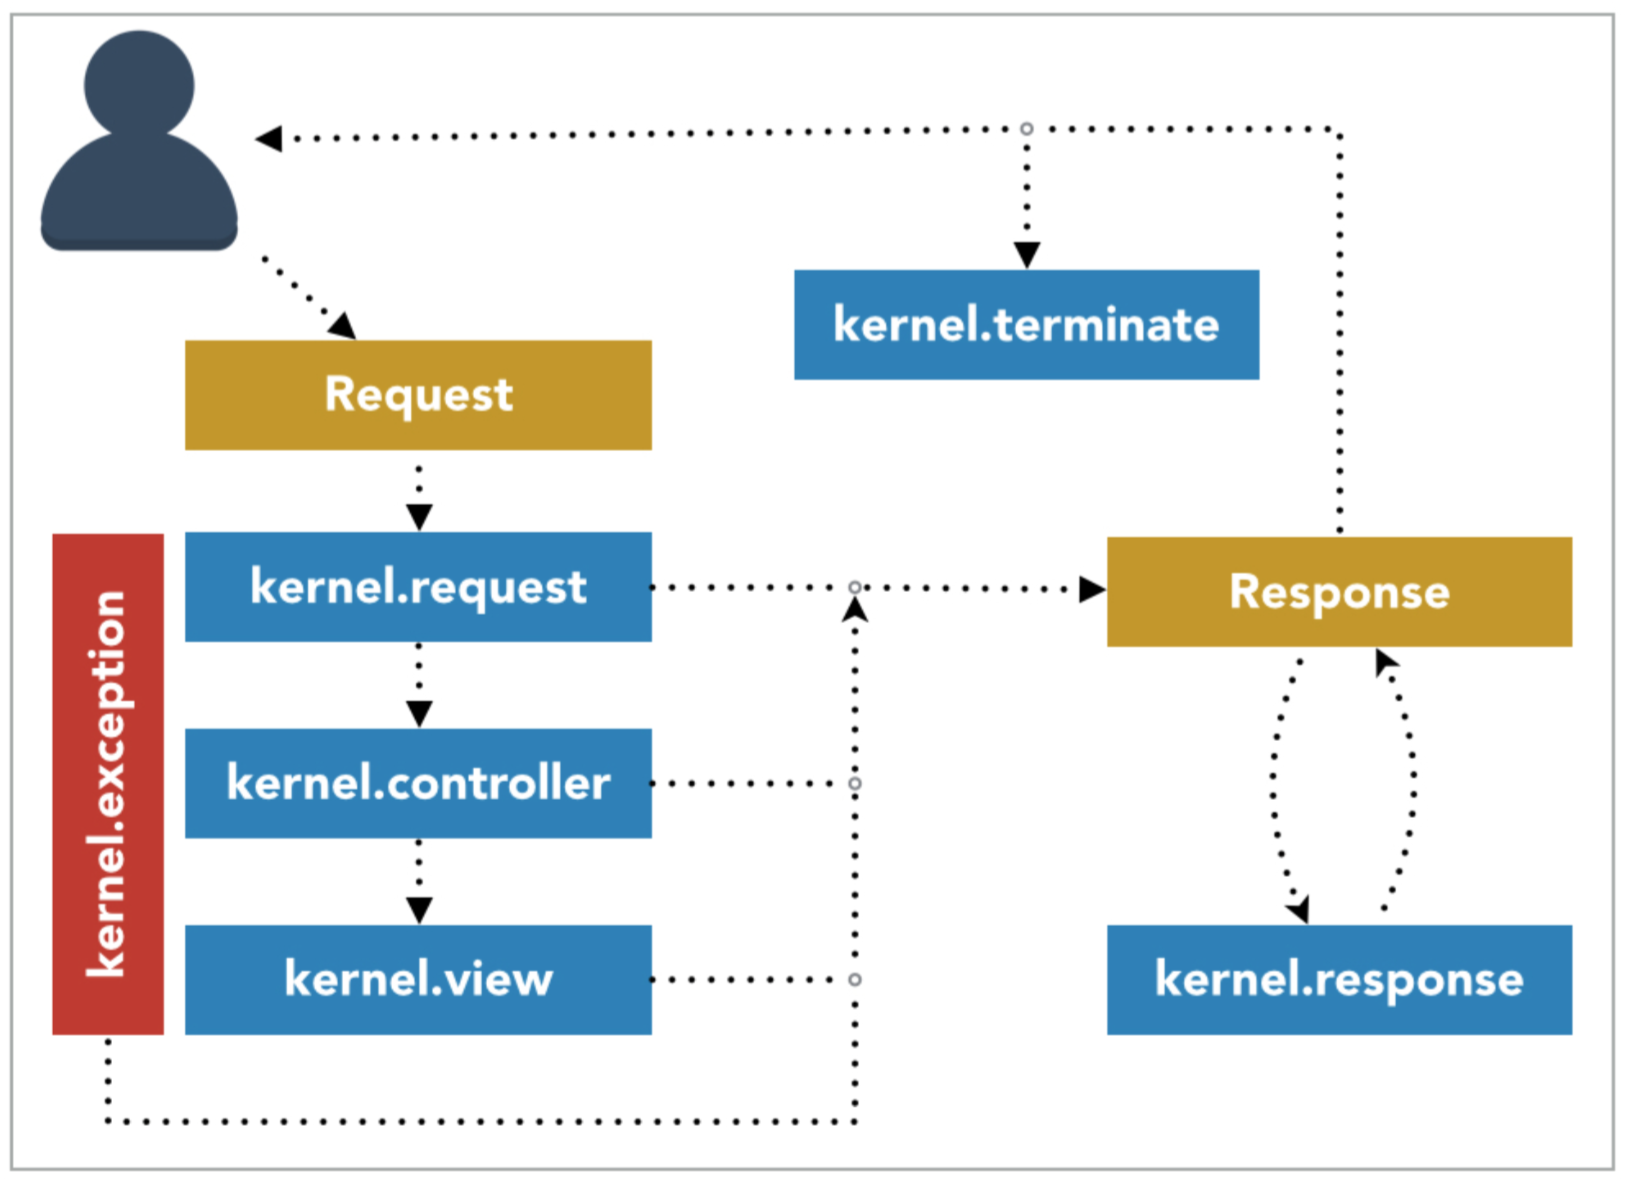 kernel.terminate
Request
kernel.request
Response
kernel.exception
kernel.controller
kernel.view
kernel.response